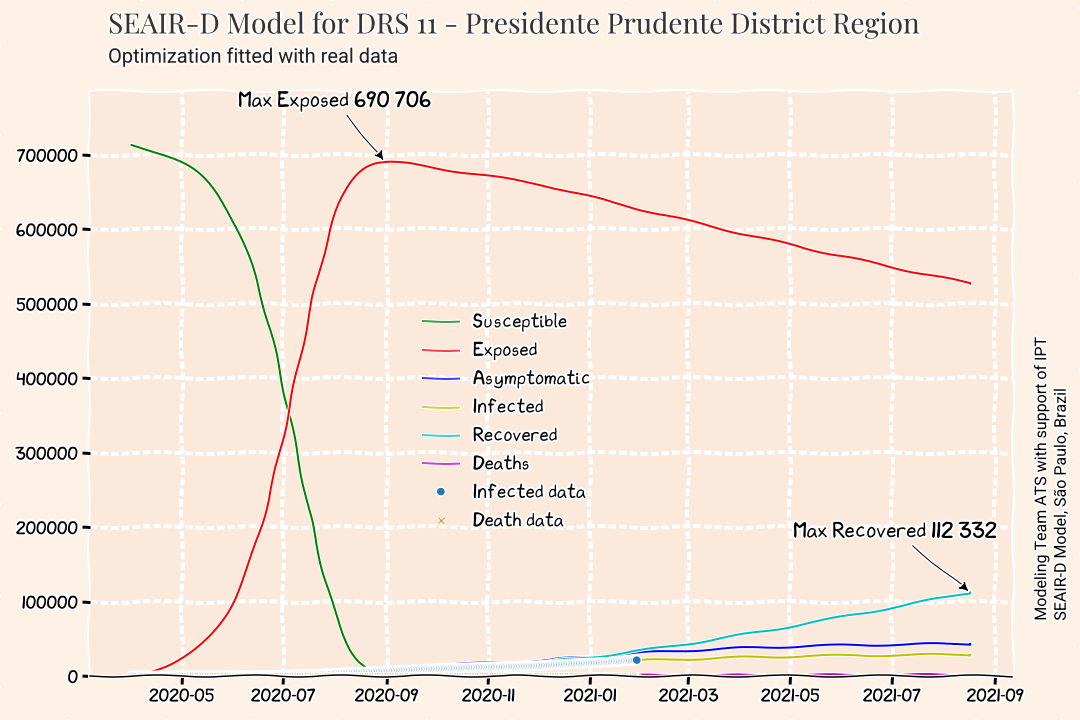 SEAIR-D Model for DRS 11 - Presidente Prudente District Region
Optimization fitted with real data
Max Exposed 690 706
700000
600000
500000
400000
300000
200000
100000
0
Susceptible
Exposed
Asymptomatic
Infected
Recovered
Deaths
Infected data
Death data
Max Recovered 112 332
2020-05
2020-07
2020-09
2020-11
2021-01
2021-03
2021-05
2021-07
2021-09
Modeling Team ATS with support of IPT
SEAIR-D Model, São Paulo, Brazil